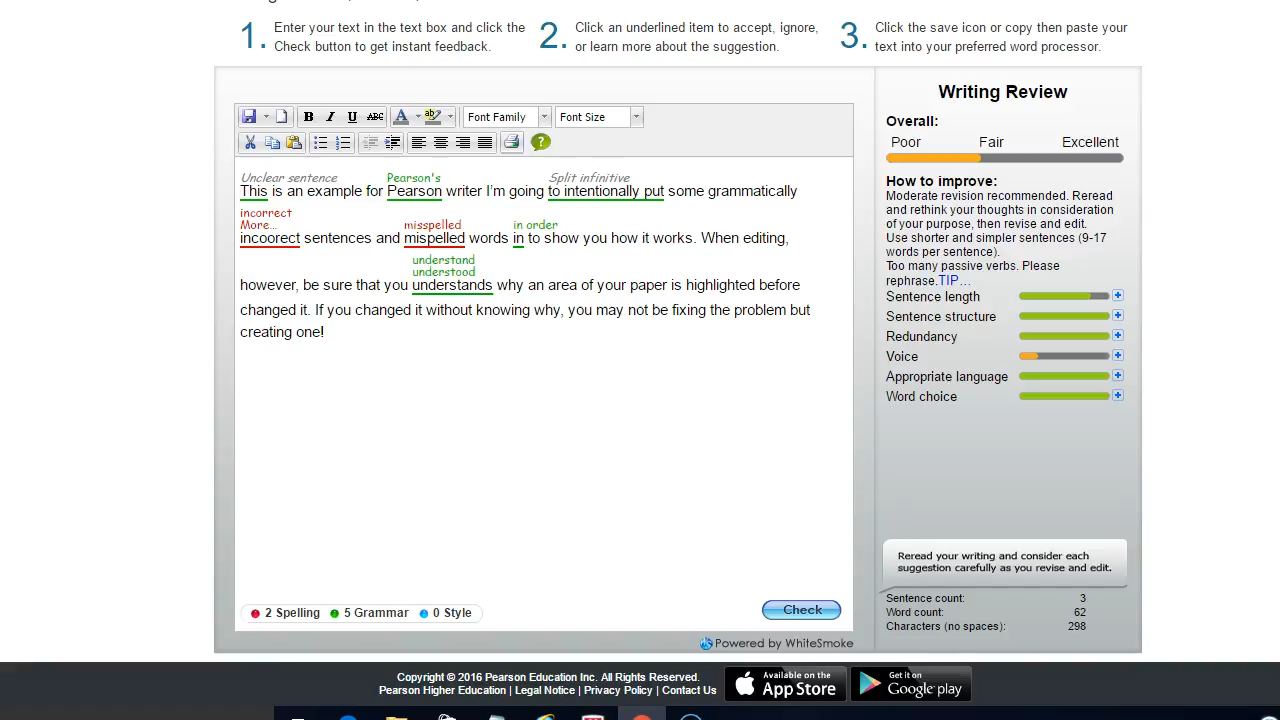 1. Enter your text in the text box and click the
Check button to get instant feedback.
2. Click an underlined item to accept, ignore,
or learn more about the suggestion.
3. Click the save icon or copy then paste your
text into your preferred word processor.
B I U ABC A ab Font Family Font Size
?
Unclear sentence Pearson's Split infinitive
This is an example for Pearson writer I'm going to intentionally put some grammatically
incorrect
More... misspelled in order
incoorect sentences and mispelled words in to show you how it works. When editing,
understand
understood
however, be sure that you understands why an area of your paper is highlighted before
changed it. If you changed it without knowing why, you may not be fixing the problem but
creating one!
2 Spelling 5 Grammar 0 Style
Check
Powered by WhiteSmoke
Writing Review
Overall:
Poor Fair Excellent
How to improve:
Moderate revision recommended. Reread
and rethink your thoughts in consideration
of your purpose, then revise and edit.
Use shorter and simpler sentences (9-17
words per sentence).
Too many passive verbs. Please
rephrase.TIP...
Sentence length
Sentence structure
Redundancy
Voice
Appropriate language
Word choice
Reread your writing and consider each
suggestion carefully as you revise and edit.
Sentence count: 3
Word count: 62
Characters (no spaces): 298
Copyright © 2016 Pearson Education Inc. All Rights Reserved.
Pearson Higher Education | Legal Notice | Privacy Policy | Contact Us
Available on the
App Store
Get it on
Google play